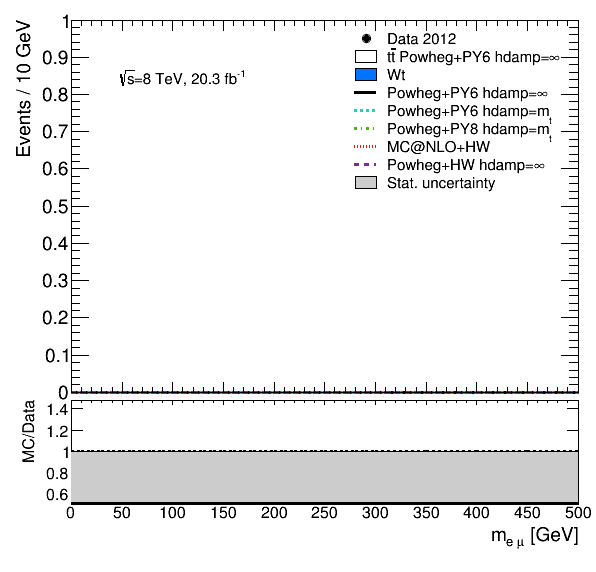 Events / 10 GeV
1
0.9
0.8
0.7
0.6
0.5
0.4
0.3
0.2
0.1
0
√s=8 TeV, 20.3 fb⁻¹
Data 2012
tt̄ Powheg+PY6 hdamp=∞
Wt
Powheg+PY6 hdamp=∞
Powheg+PY6 hdamp=mₜ
Powheg+PY8 hdamp=mₜ
MC@NLO+HW
Powheg+HW hdamp=∞
Stat. uncertainty
MC/Data
1.4
1.2
1
0.8
0.6
0 50 100 150 200 250 300 350 400 450 500
m_{e μ} [GeV]